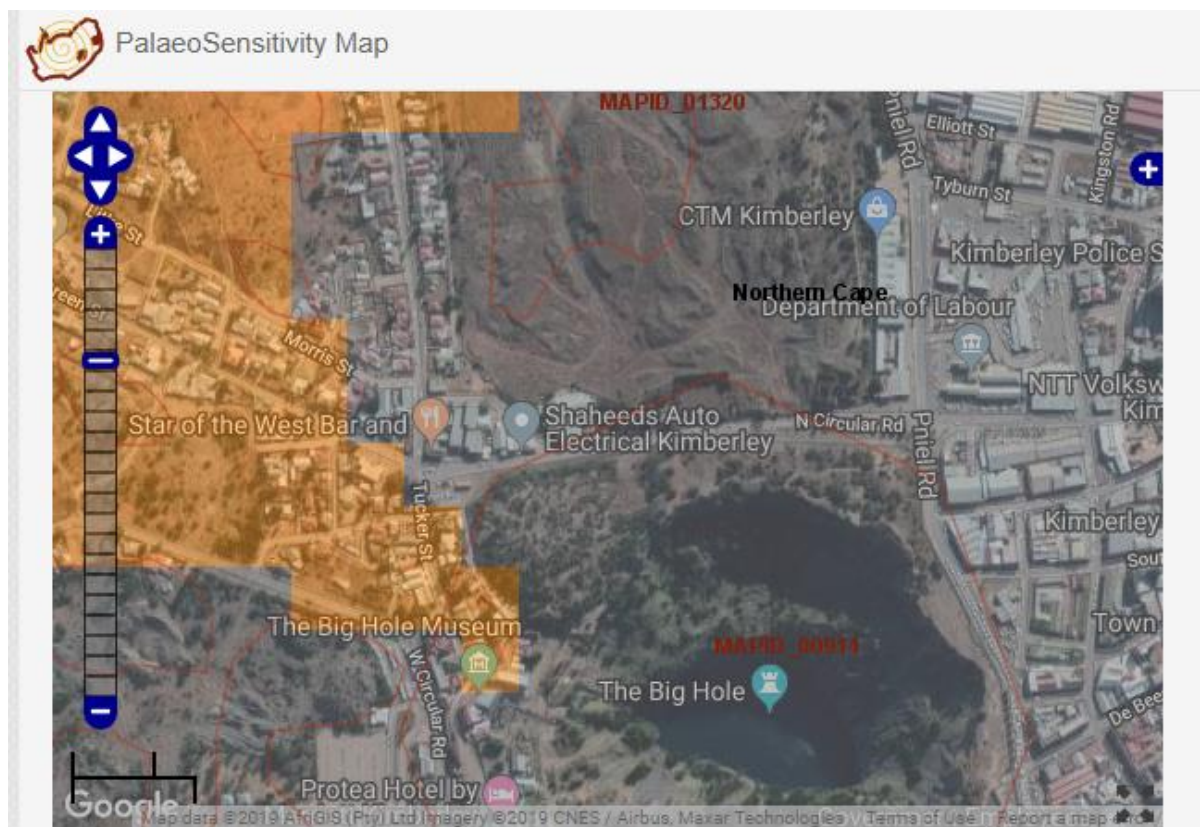 PalaeoSensitivity Map
MAPID_01320
Pniel Rd
Elliott St
Kingston Rd
Tyburn St
CTM Kimberley
Kimberley Police S
Northern Cape
Department of Labour
Morris St
NTT Volksw
Kim
Star of the West Bar and
Shaheeds Auto
Electrical Kimberley
N Circular Rd
Pniel Rd
Tucker St
Kimberley
Sout
The Big Hole Museum
MAPID_00911
Town
W Circular Rd
The Big Hole
De Bee
Protea Hotel by
Google
Map data ©2019 AfriGIS (Pty) Ltd Imagery ©2019 CNES / Airbus, Maxar Technologies
Terms of Use
Report a map error